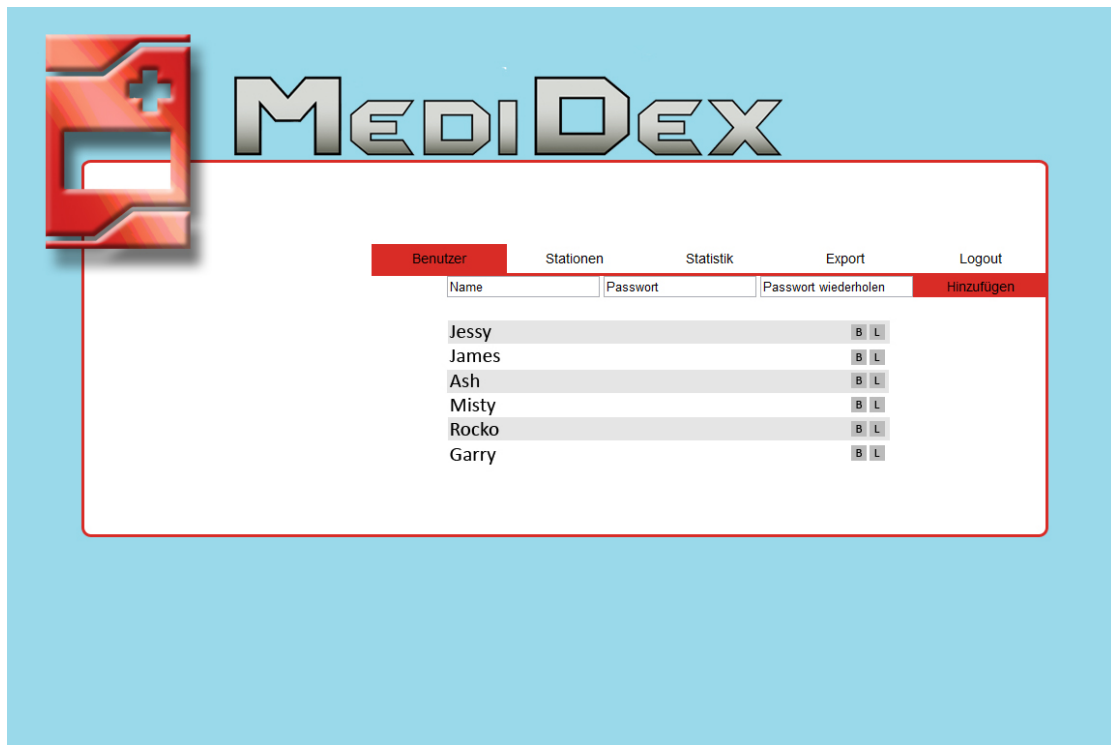 MEDIDEX
Benutzer Stationen Statistik Export Logout
Name Passwort Passwort wiederholen Hinzufügen
Jessy B L
James B L
Ash B L
Misty B L
Rocko B L
Garry B L